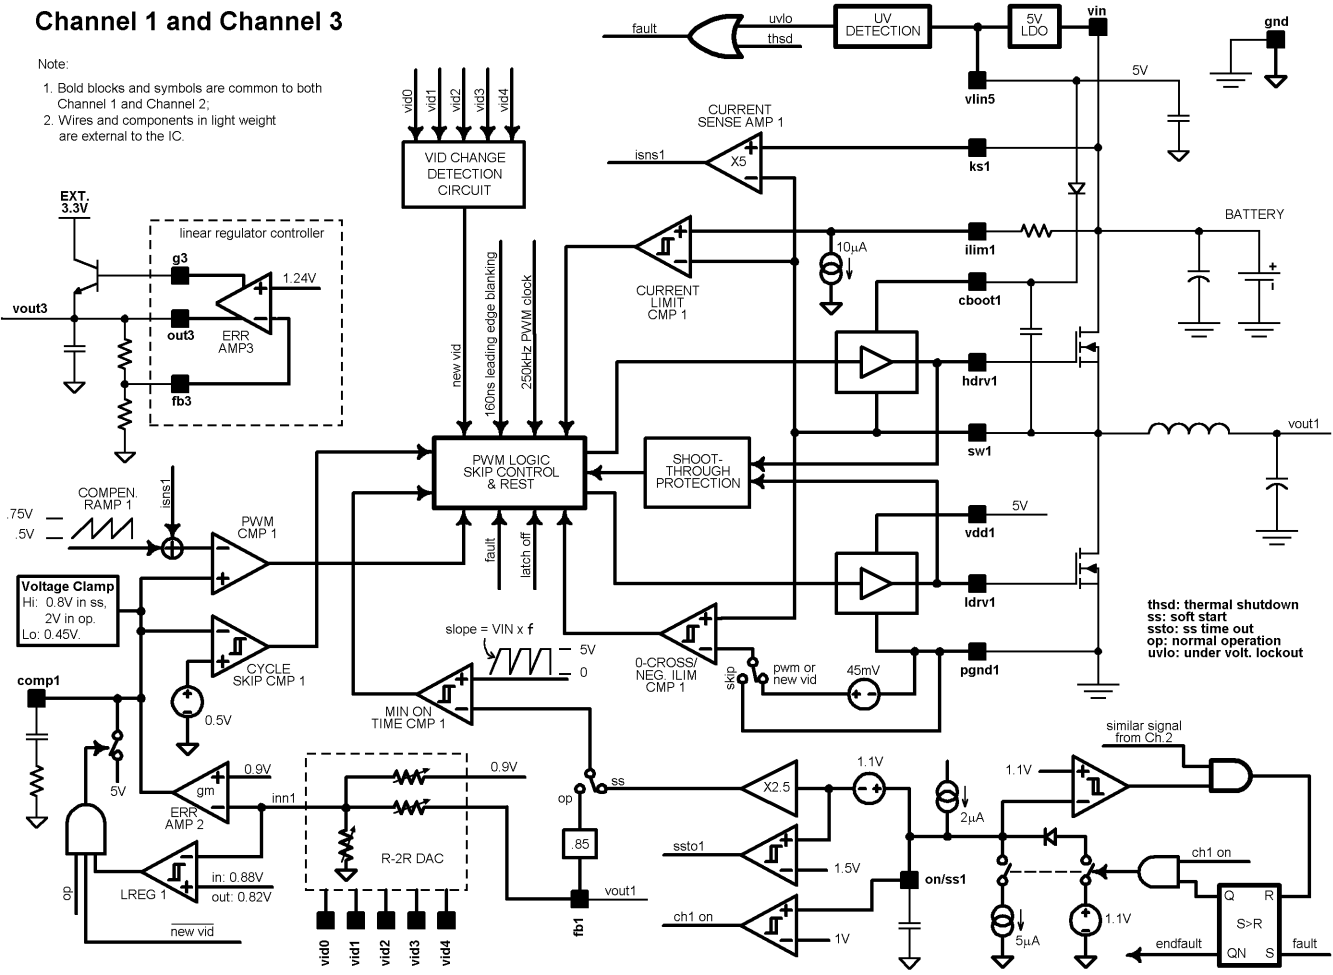 Channel 1 and Channel 3
Note:
1. Bold blocks and symbols are common to both
Channel 1 and Channel 2;
2. Wires and components in light weight
are external to the IC.
fault
uvlo
thsd
UV
DETECTION
5V
LDO
vin
gnd
vlin5
5V
vid0
vid1
vid2
vid3
vid4
VID CHANGE
DETECTION
CIRCUIT
CURRENT
SENSE AMP 1
isns1
X5
+
−
ks1
EXT.
3.3V
linear regulator controller
g3
1.24V
+
−
vout3
out3
ERR
AMP3
fb3
new vid
160ns leading edge blanking
250kHz PWM clock
+
−
CURRENT
LIMIT
CMP 1
10µA
ilim1
BATTERY
+
−
cboot1
hdrv1
sw1
vout1
PWM LOGIC
SKIP CONTROL
& REST
SHOOT-
THROUGH
PROTECTION
vdd1
5V
ldrv1
pgnd1
COMPEN.
RAMP 1
isns1
.75V
.5V
PWM
CMP 1
−
+
fault
latch off
Voltage Clamp
Hi: 0.8V in ss,
2V in op.
Lo: 0.45V.
−
+
CYCLE
SKIP CMP 1
+
−
0.5V
slope = VIN x f
5V
0
+
−
MIN ON
TIME CMP 1
+
−
0-CROSS/
NEG. ILIM
CMP 1
skip
pwm or
new vid
45mV
+ −
thsd: thermal shutdown
ss: soft start
ssto: ss time out
op: normal operation
uvlo: under volt. lockout
comp1
5V
gm
+
−
0.9V
ERR
AMP 2
inn1
0.9V
R-2R DAC
LREG 1
−
+
in: 0.88V
out: 0.82V
op
new vid
vid0
vid1
vid2
vid3
vid4
op
ss
.85
fb1
vout1
X2.5
1.1V
− +
ssto1
+
−
1.5V
ch1 on
+
−
1V
on/ss1
2µA
similar signal
from Ch.2
1.1V
+
−
5µA
+
−
1.1V
ch1 on
Q
R
S>R
QN
S
endfault
fault